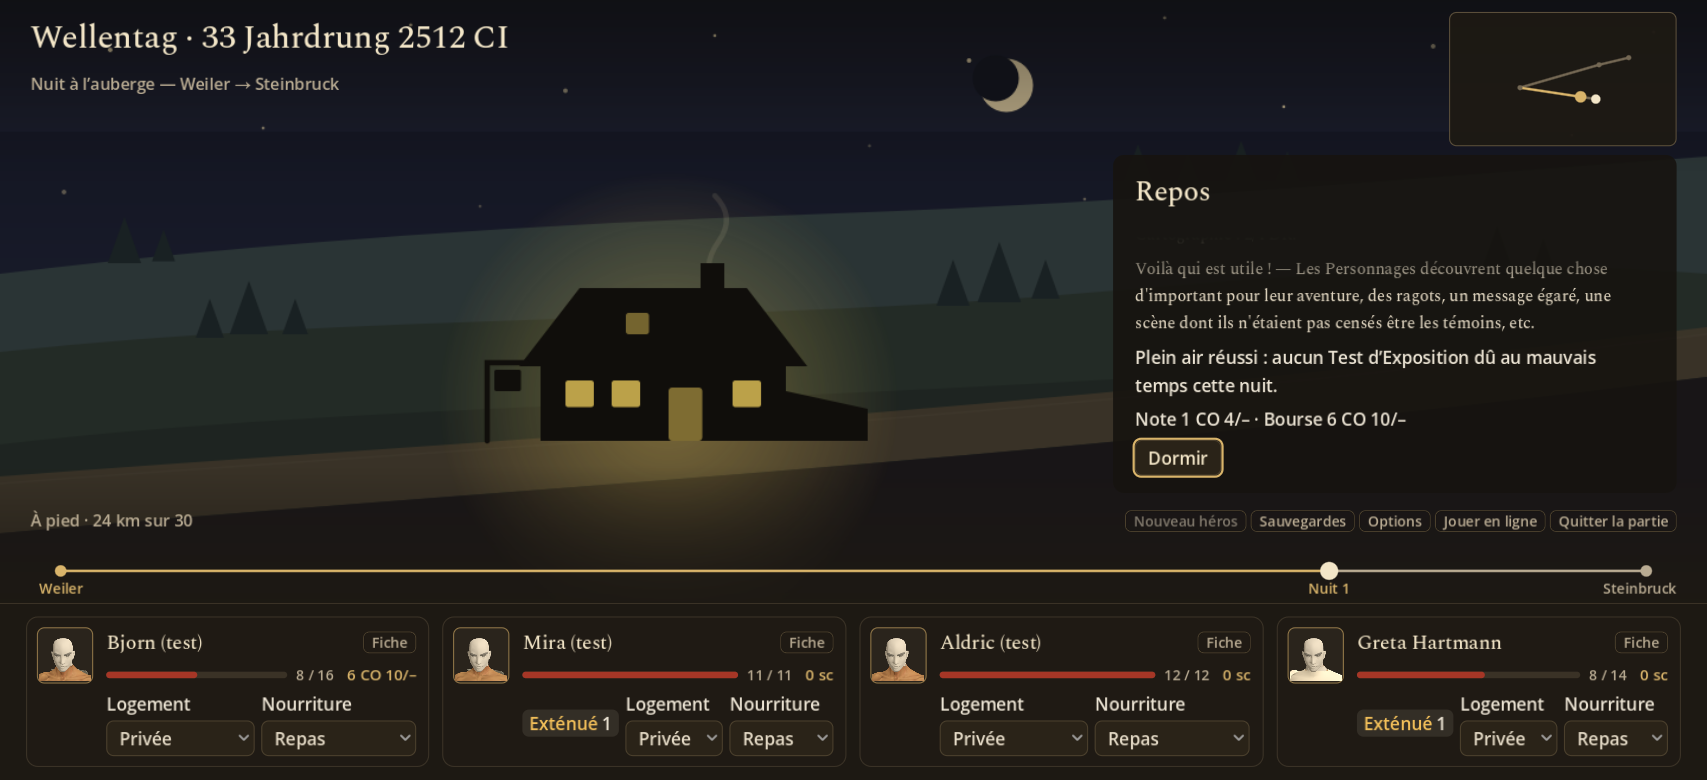 Wellentag · 33 Jahrdrung 2512 CI
Nuit à l'auberge — Weiler → Steinbruck
Repos
Voilà qui est utile ! — Les Personnages découvrent quelque chose
d'important pour leur aventure, des ragots, un message égaré, une
scène dont ils n'étaient pas censés être les témoins, etc.
Plein air réussi : aucun Test d'Exposition dû au mauvais
temps cette nuit.
Note 1 CO 4/– · Bourse 6 CO 10/–
Dormir
À pied · 24 km sur 30
Nouveau héros Sauvegardes Options Jouer en ligne Quitter la partie
Weiler Nuit 1 Steinbruck
Bjorn (test) Fiche
8 / 16 6 CO 10/–
Logement Nourriture
Privée Repas
Mira (test) Fiche
11 / 11 0 sc
Exténué 1
Logement Nourriture
Privée Repas
Aldric (test) Fiche
12 / 12 0 sc
Logement Nourriture
Privée Repas
Greta Hartmann Fiche
8 / 14 0 sc
Exténué 1
Logement Nourriture
Privée Repas